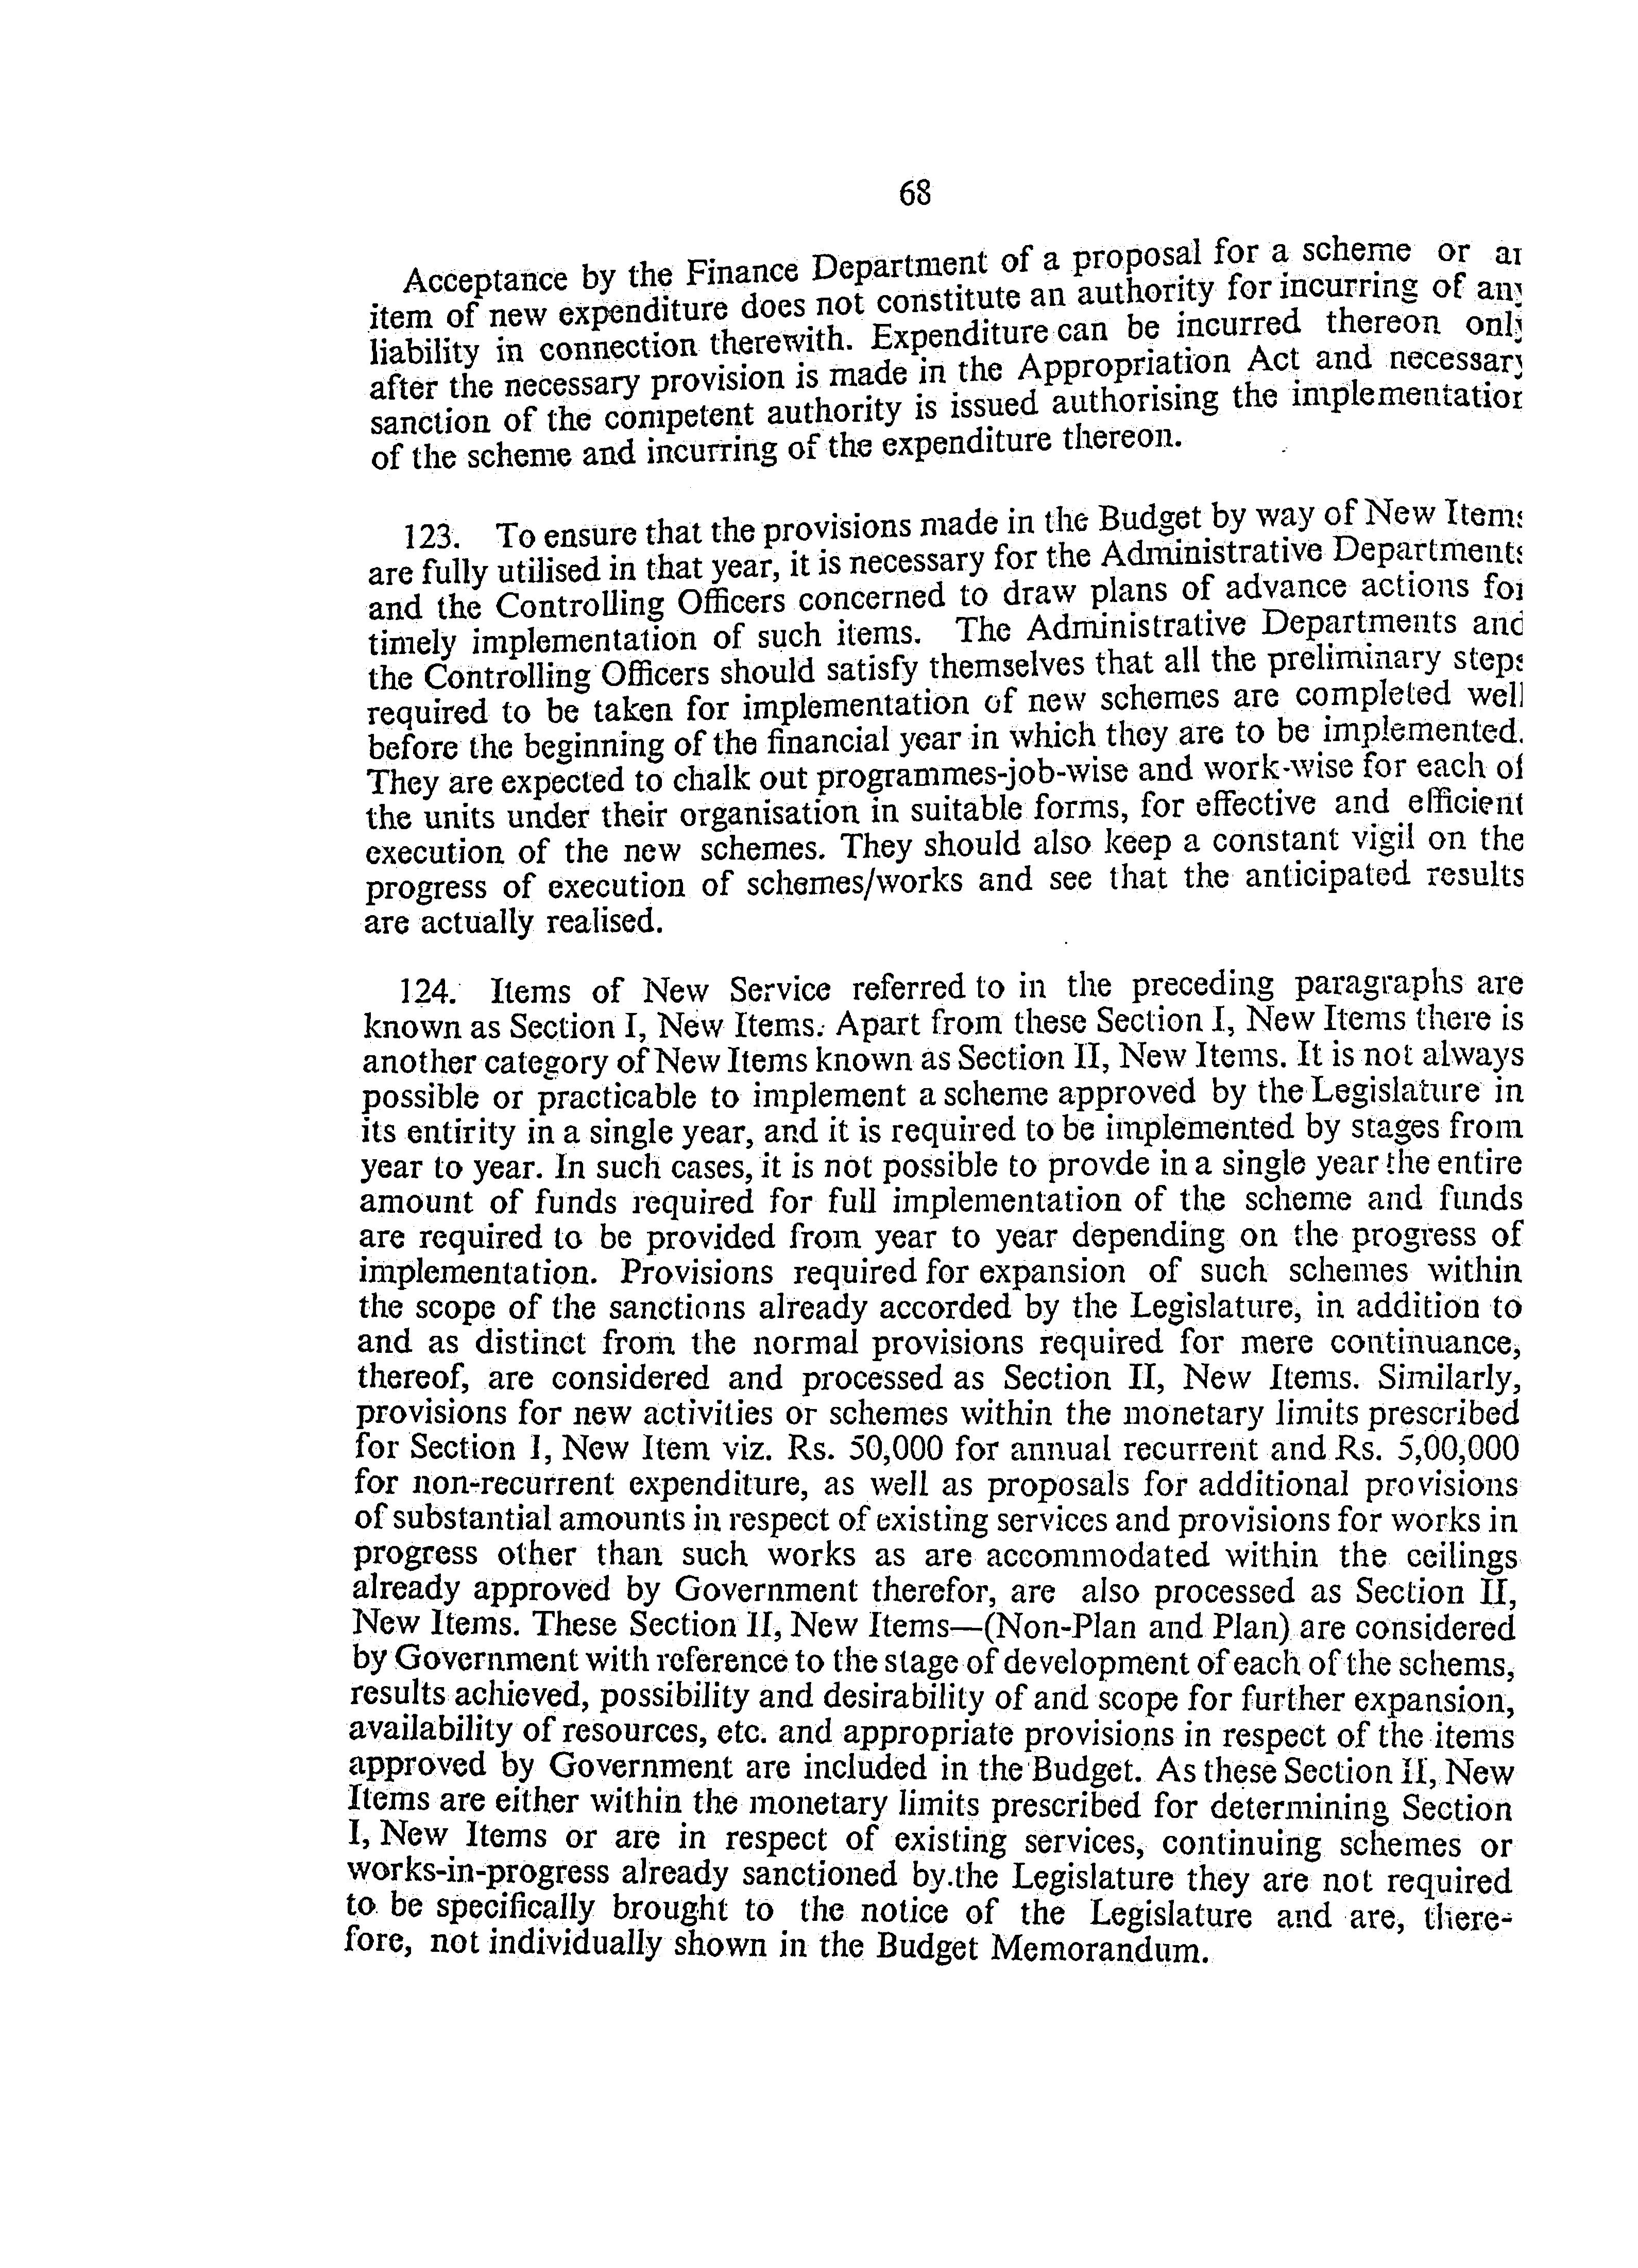 68
Acceptance by the Finance Department of a proposal for a scheme or an
item of new expenditure does not constitute an authority for incurring of any
liability in connection therewith. Expenditure can be incurred thereon only
after the necessary provision is made in the Appropriation Act and necessary
sanction of the competent authority is issued authorising the implementation
of the scheme and incurring of the expenditure thereon.
123. To ensure that the provisions made in the Budget by way of New Items
are fully utilised in that year, it is necessary for the Administrative Departments
and the Controlling Officers concerned to draw plans of advance actions for
timely implementation of such items. The Administrative Departments and
the Controlling Officers should satisfy themselves that all the preliminary steps
required to be taken for implementation of new schemes are completed well
before the beginning of the financial year in which they are to be implemented.
They are expected to chalk out programmes-job-wise and work-wise for each of
the units under their organisation in suitable forms, for effective and efficient
execution of the new schemes. They should also keep a constant vigil on the
progress of execution of schemes/works and see that the anticipated results
are actually realised.
124. Items of New Service referred to in the preceding paragraphs are
known as Section I, New Items. Apart from these Section I, New Items there is
another category of New Items known as Section II, New Items. It is not always
possible or practicable to implement a scheme approved by the Legislature in
its entirity in a single year, and it is required to be implemented by stages from
year to year. In such cases, it is not possible to provde in a single year the entire
amount of funds required for full implementation of the scheme and funds
are required to be provided from year to year depending on the progress of
implementation. Provisions required for expansion of such schemes within
the scope of the sanctions already accorded by the Legislature, in addition to
and as distinct from the normal provisions required for mere continuance,
thereof, are considered and processed as Section II, New Items. Similarly,
provisions for new activities or schemes within the monetary limits prescribed
for Section I, New Item viz. Rs. 50,000 for annual recurrent and Rs. 5,00,000
for non-recurrent expenditure, as well as proposals for additional provisions
of substantial amounts in respect of existing services and provisions for works in
progress other than such works as are accommodated within the ceilings
already approved by Government therefor, are also processed as Section II,
New Items. These Section II, New Items—(Non-Plan and Plan) are considered
by Government with reference to the stage of development of each of the schems,
results achieved, possibility and desirability of and scope for further expansion,
availability of resources, etc. and appropriate provisions in respect of the items
approved by Government are included in the Budget. As these Section II, New
Items are either within the monetary limits prescribed for determining Section
I, New Items or are in respect of existing services, continuing schemes or
works-in-progress already sanctioned by.the Legislature they are not required
to be specifically brought to the notice of the Legislature and are, there-
fore, not individually shown in the Budget Memorandum.